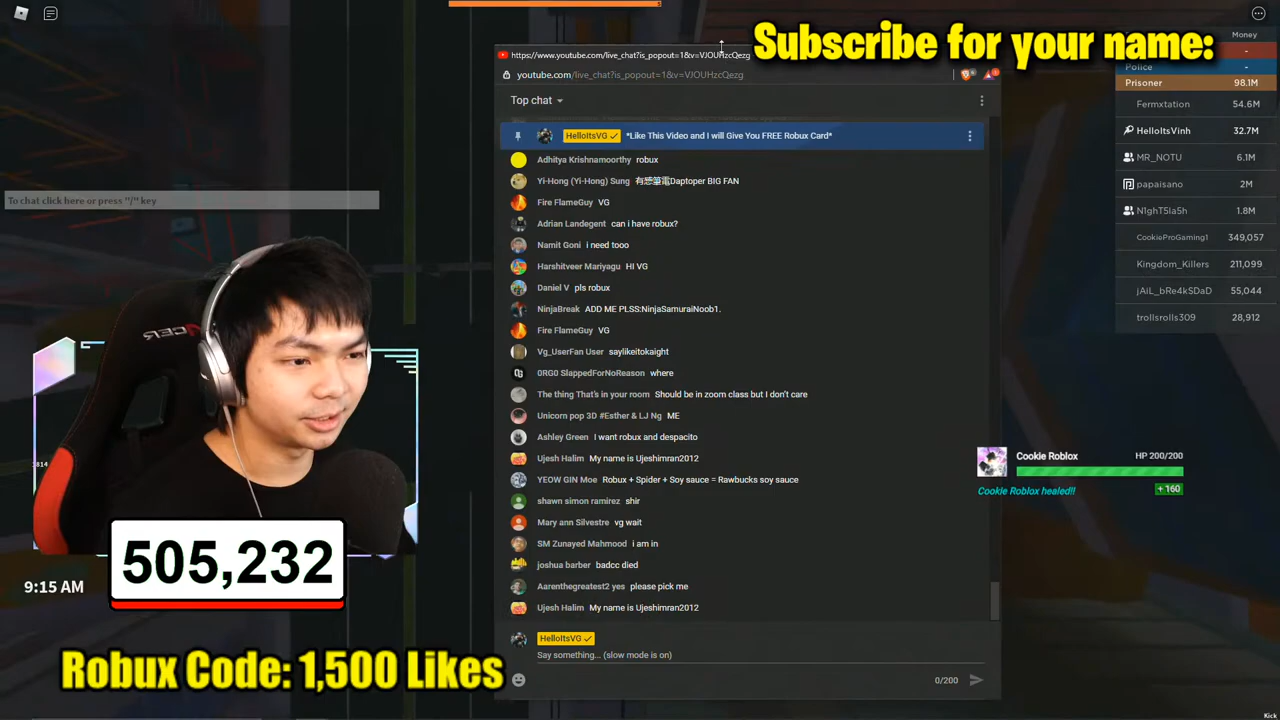 Subscribe for your name:
https://www.youtube.com/live_chat?is_popout=1&v=VJOUHzcQezg
youtube.com/live_chat?is_popout=1&v=VJOUHzcQezg
Top chat
HelloItsVG *Like This Video and I will Give You FREE Robux Card*
Adhitya Krishnamoorthy robux
Yi-Hong (Yi-Hong) Sung 有感筆電Daptoper BIG FAN
Fire FlameGuy VG
Adrian Landegent can i have robux?
Namit Goni i need tooo
Harshitveer Mariyagu HI VG
Daniel V pls robux
NinjaBreak ADD ME PLSS:NinjaSamuraiNoob1.
Fire FlameGuy VG
Vg_UserFan User saylikeitokaight
0RG0 SlappedForNoReason where
The thing That's in your room Should be in zoom class but I don't care
Unicorn pop 3D #Esther & LJ Ng ME
Ashley Green I want robux and despacito
Ujesh Halim My name is Ujeshimran2012
YEOW GIN Moe Robux + Spider + Soy sauce = Rawbucks soy sauce
shawn simon ramirez shir
Mary ann Silvestre vg wait
SM Zunayed Mahmood i am in
joshua barber badcc died
Aarenthegreatest2 yes please pick me
Ujesh Halim My name is Ujeshimran2012
HelloItsVG
Say something... (slow mode is on)
0/200
Money
-
Police -
Prisoner 98.1M
Fermxtation 54.6M
HelloItsVinh 32.7M
MR_NOTU 6.1M
papaisano 2M
N1ghT5la5h 1.8M
CookieProGaming1 349,057
Kingdom_Killers 211,099
jAiL_bRe4kSDaD 55,044
trollsrolls309 28,912
Cookie Roblox HP 200/200
Cookie Roblox healed!! +160
To chat click here or press "/" key
3814
505,232
9:15 AM
Robux Code: 1,500 Likes
Kick